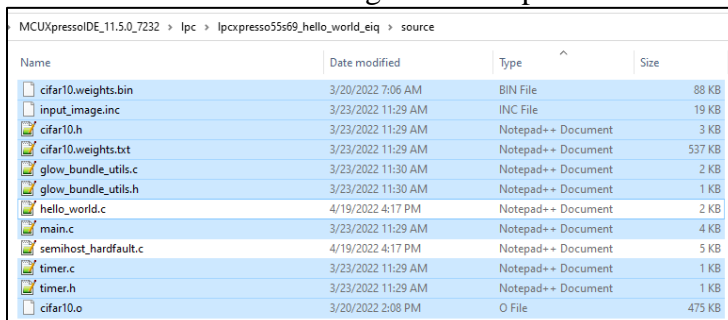 MCUXpressoIDE_11.5.0_7232 > lpc > lpcxpresso55s69_hello_world_eiq > source
Name Date modified Type Size
cifar10.weights.bin 3/20/2022 7:06 AM BIN File 88 KB
input_image.inc 3/23/2022 11:29 AM INC File 19 KB
cifar10.h 3/23/2022 11:29 AM Notepad++ Document 3 KB
cifar10.weights.txt 3/23/2022 11:29 AM Notepad++ Document 537 KB
glow_bundle_utils.c 3/23/2022 11:30 AM Notepad++ Document 2 KB
glow_bundle_utils.h 3/23/2022 11:30 AM Notepad++ Document 1 KB
hello_world.c 4/19/2022 4:17 PM Notepad++ Document 2 KB
main.c 3/23/2022 11:29 AM Notepad++ Document 4 KB
semihost_hardfault.c 4/19/2022 4:17 PM Notepad++ Document 5 KB
timer.c 3/23/2022 11:29 AM Notepad++ Document 1 KB
timer.h 3/23/2022 11:29 AM Notepad++ Document 1 KB
cifar10.o 3/20/2022 2:08 PM O File 475 KB